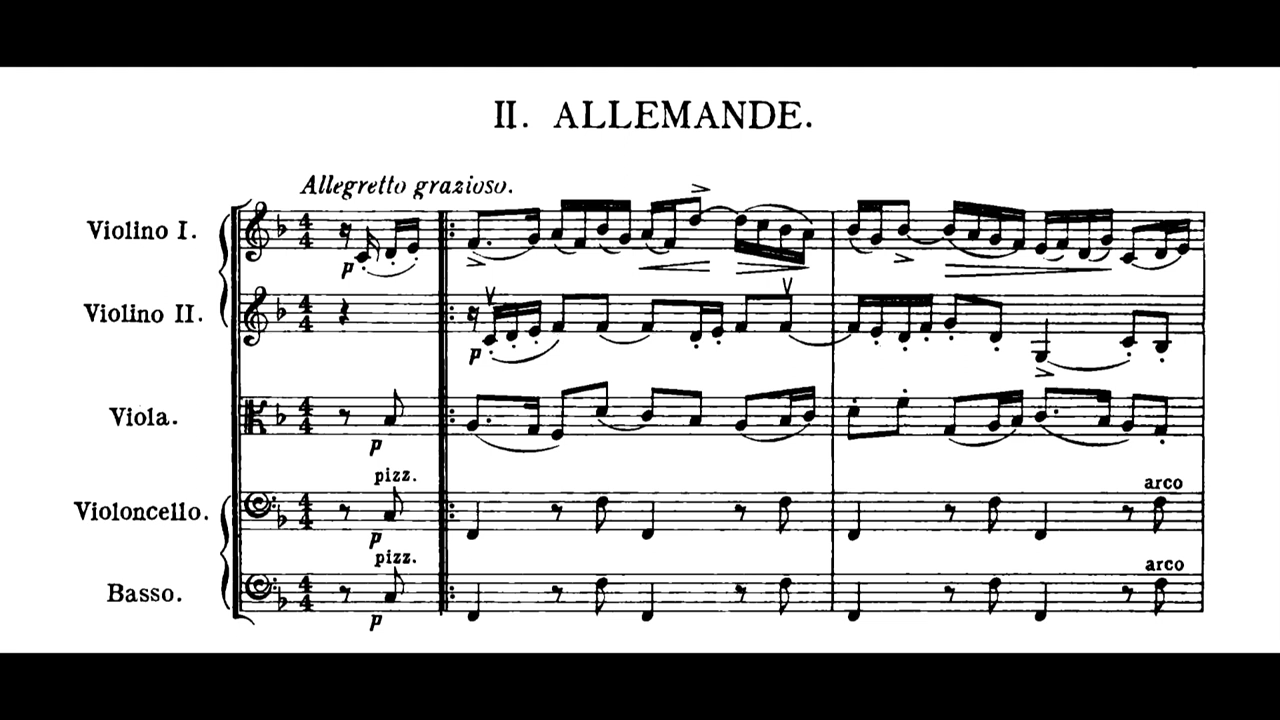 II. ALLEMANDE.
Allegretto grazioso.
Violino I.
p
Violino II.
p
Viola.
p
pizz.
arco
Violoncello.
p
pizz.
arco
Basso.
p